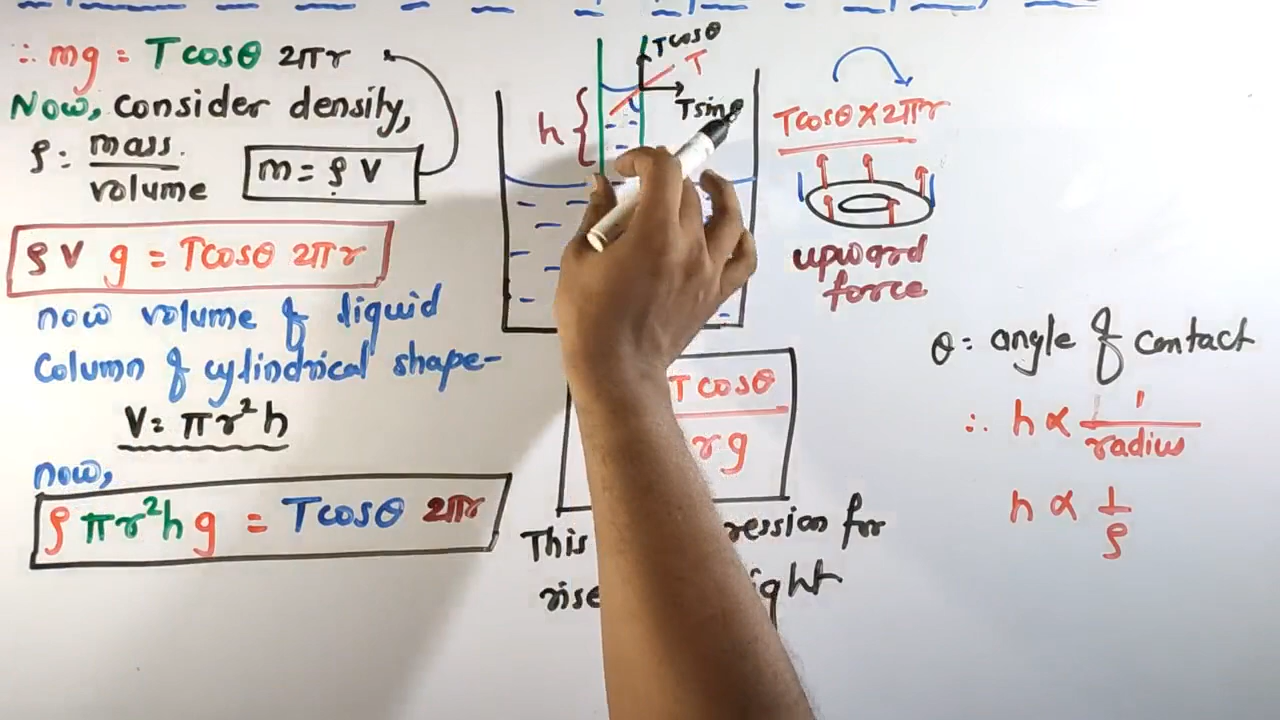 ∴ mg = Tcosθ 2πr
Now, consider density,
ρ = mass
volume
m = ρ V
ρ V g = Tcosθ 2πr
now volume of liquid
column of cylindrical shape-
V = πr²h
now,
ρ πr²h g = Tcosθ 2πr
Tcosθ
T
Tsinθ
h
Tcosθ
rg
This
ression for
rise
ight
Tcosθ × 2πr
upward
force
θ = angle of contact
∴ h ∝ 1
radius
h ∝ 1
ρ